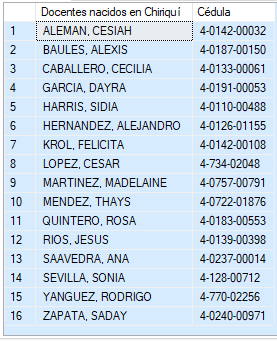 Docentes nacidos en Chiriquí Cédula
1 ALEMAN, CESIAH 4-0142-00032
2 BAULES, ALEXIS 4-0187-00150
3 CABALLERO, CECILIA 4-0133-00061
4 GARCIA, DAYRA 4-0191-00053
5 HARRIS, SIDIA 4-0110-00488
6 HERNANDEZ, ALEJANDRO 4-0126-01155
7 KROL, FELICITA 4-0142-00108
8 LOPEZ, CESAR 4-734-02048
9 MARTINEZ, MADELAINE 4-0757-00791
10 MENDEZ, THAYS 4-0722-01876
11 QUINTERO, ROSA 4-0183-00553
12 RIOS, JESUS 4-0139-00398
13 SAAVEDRA, ANA 4-0237-00014
14 SEVILLA, SONIA 4-128-00712
15 YANGUEZ, RODRIGO 4-770-02256
16 ZAPATA, SADAY 4-0240-00971